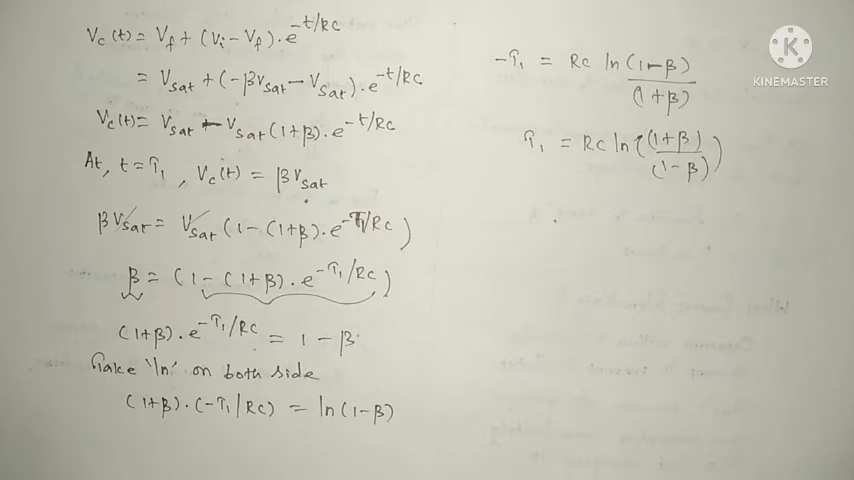 Vc(t) = Vf + (Vi - Vf) . e^-t/RC
= Vsat + (-βVsat - Vsat) . e^-t/RC
Vc(t) = Vsat - Vsat (1+β) . e^-t/RC
At, t = T1 , Vc(t) = βVsat
βVsat = Vsat (1 - (1+β) . e^-T1/RC)
β = (1 - (1+β) . e^-T1/RC)
(1+β) . e^-T1/RC = 1 - β
Take 'ln' on both side
(1+β) . (-T1/RC) = ln(1-β)
-T1 = RC ln (1-β)/(1+β)
T1 = RC ln ((1+β)/(1-β))
K
KINEMASTER